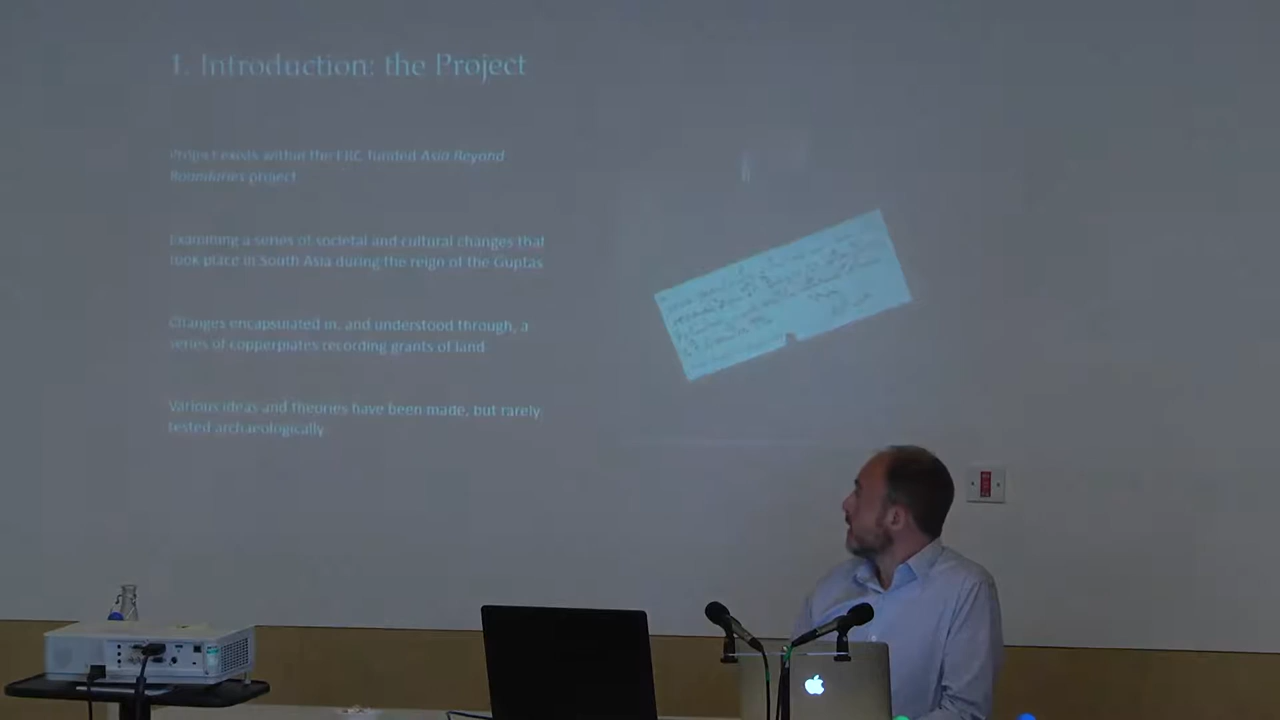 1. Introduction: the Project
Project exists within the ERC funded Asia Beyond
Boundaries project
Examining a series of societal and cultural changes that
took place in South Asia during the reign of the Guptas
Changes encapsulated in, and understood through, a
series of copperplates recording grants of land
Various ideas and theories have been made, but rarely
tested archaeologically